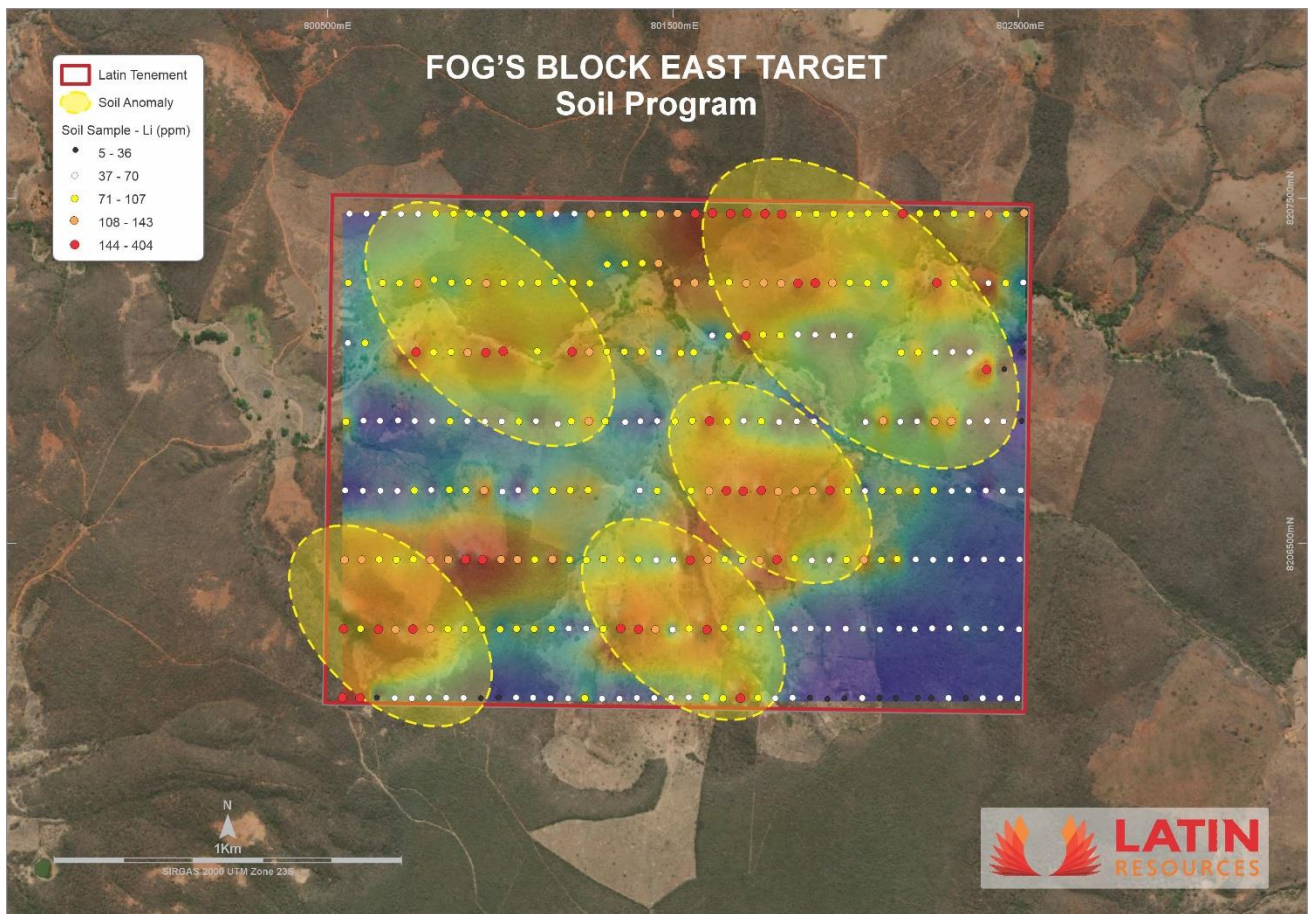 800500mE
801500mE
802500mE
FOG'S BLOCK EAST TARGET
Soil Program
Latin Tenement
Soil Anomaly
Soil Sample - Li (ppm)
5 - 36
37 - 70
71 - 107
108 - 143
144 - 404
8207500mN
8206500mN
N
1Km
SIRGAS 2000 UTM Zone 23S
LATIN
RESOURCES